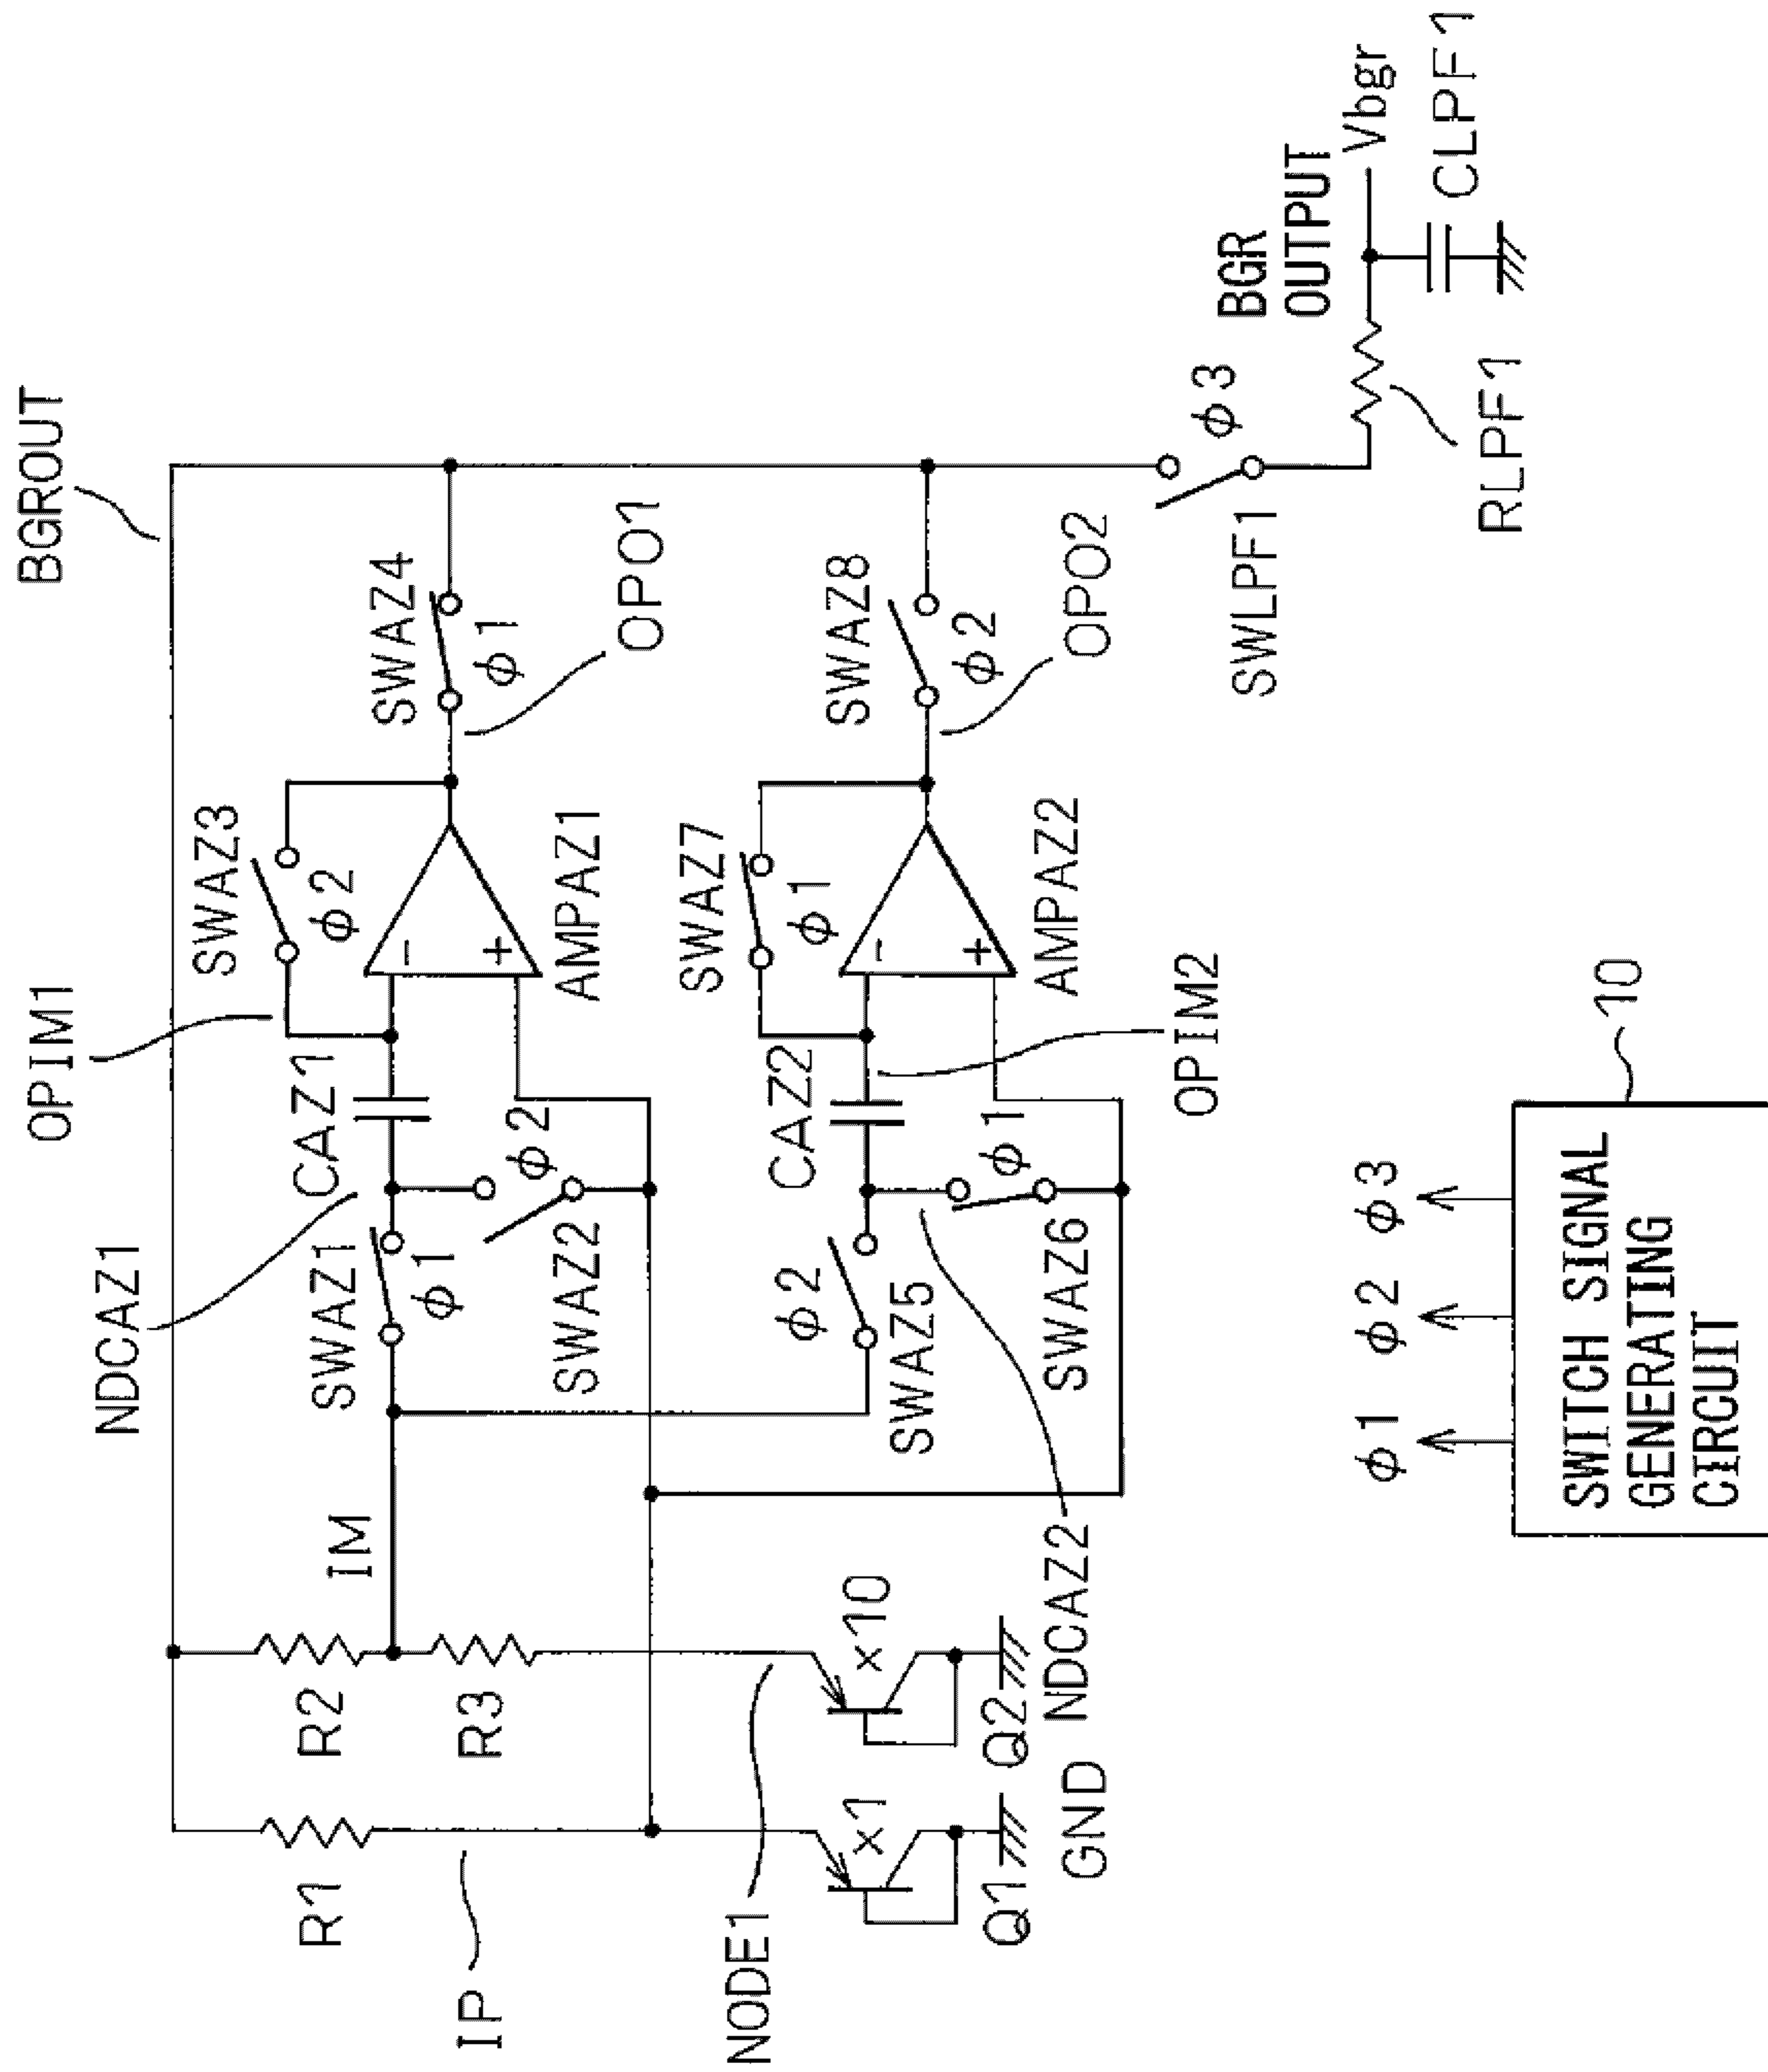 BGROUT
OPIM1
NDCAZ1
SWAZ3
φ2
SWAZ4
φ1
OPO1
CAZ1
SWAZ1
φ1
φ2
SWAZ2
-
+
AMPAZ1
IM
R1
R2
R3
IP
NODE1
SWAZ7
φ1
SWAZ8
φ2
OPO2
CAZ2
φ2
SWAZ5
φ1
SWAZ6
-
+
AMPAZ2
OPIM2
NDCAZ2
×1
×10
Q1
Q2
GND
SWLPF1
φ3
BGR
OUTPUT
Vbgr
RLPF1
CLPF1
φ1
φ2
φ3
10
SWITCH SIGNAL
GENERATING
CIRCUIT